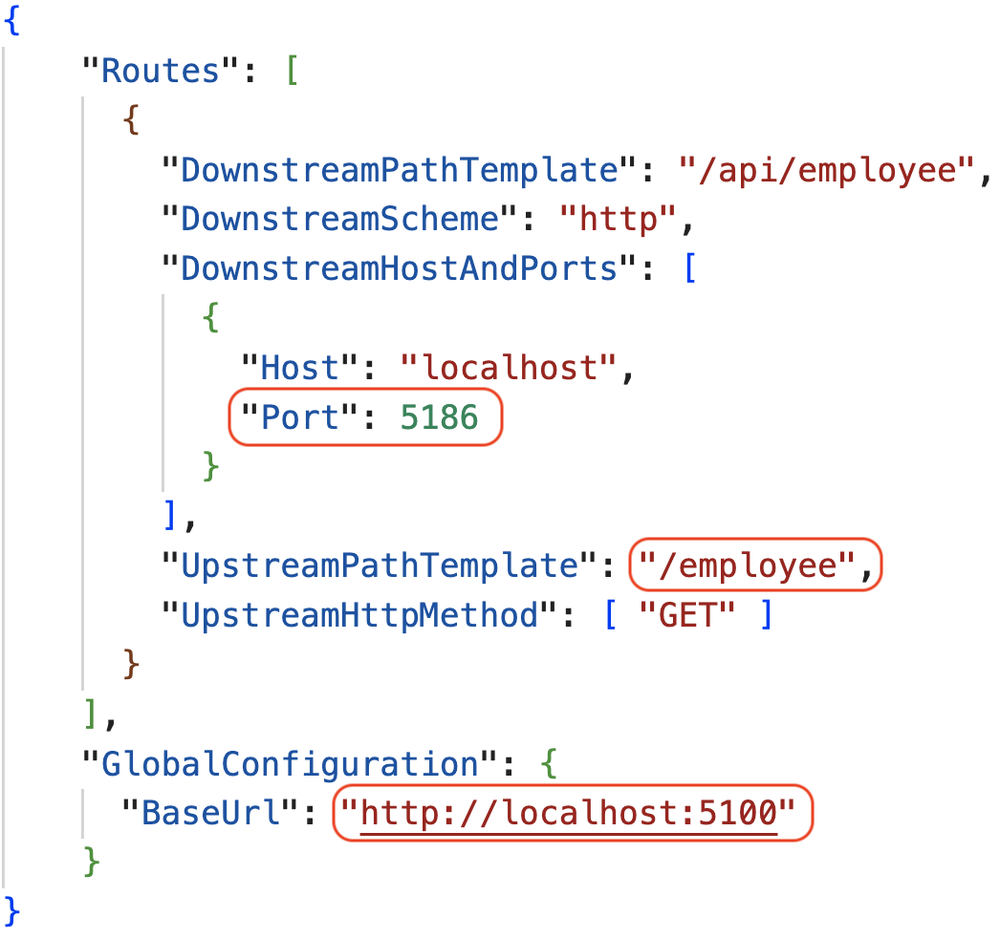 {
"Routes": [
{
"DownstreamPathTemplate": "/api/employee",
"DownstreamScheme": "http",
"DownstreamHostAndPorts": [
{
"Host": "localhost",
"Port": 5186
}
],
"UpstreamPathTemplate": "/employee",
"UpstreamHttpMethod": [ "GET" ]
}
],
"GlobalConfiguration": {
"BaseUrl": "http://localhost:5100"
}
}